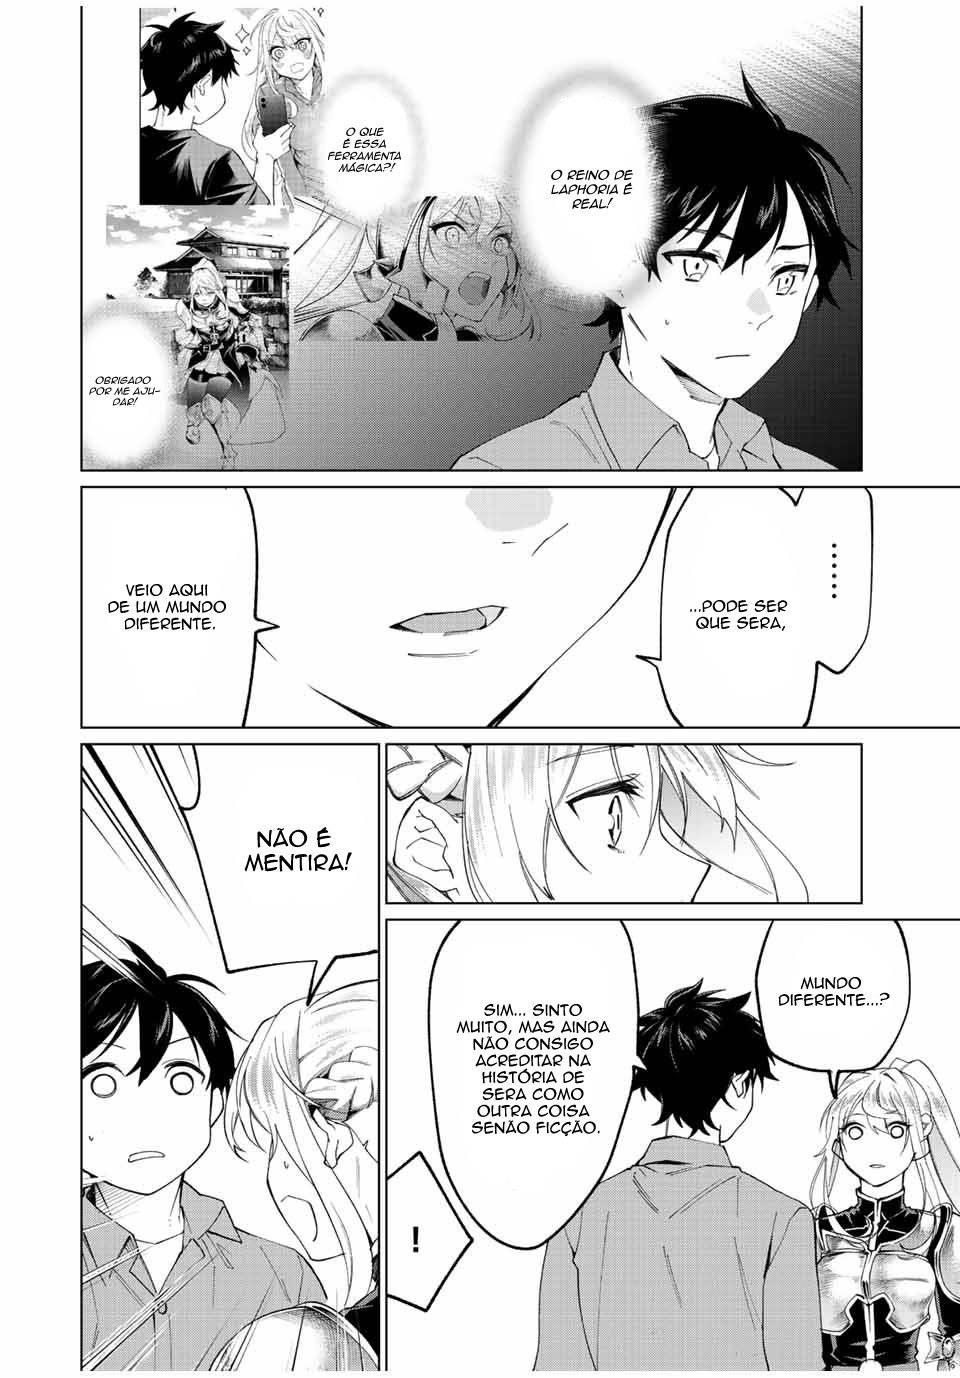 O REINO DE
LAPHORIA É
REAL!
O QUE
É ESSA
FERRAMENTA
MÁGICA?!
OBRIGADO
POR ME AJU-
DAR!
........
...PODE SER
QUE SERA,
VEIO AQUI
DE UM MUNDO
DIFERENTE.
MUNDO
DIFERENTE...?
SIM... SINTO
MUITO, MAS AINDA
NÃO CONSIGO
ACREDITAR NA
HISTÓRIA DE
SERA COMO
OUTRA COISA
SENÃO FICÇÃO.
!
NÃO É
MENTIRA!